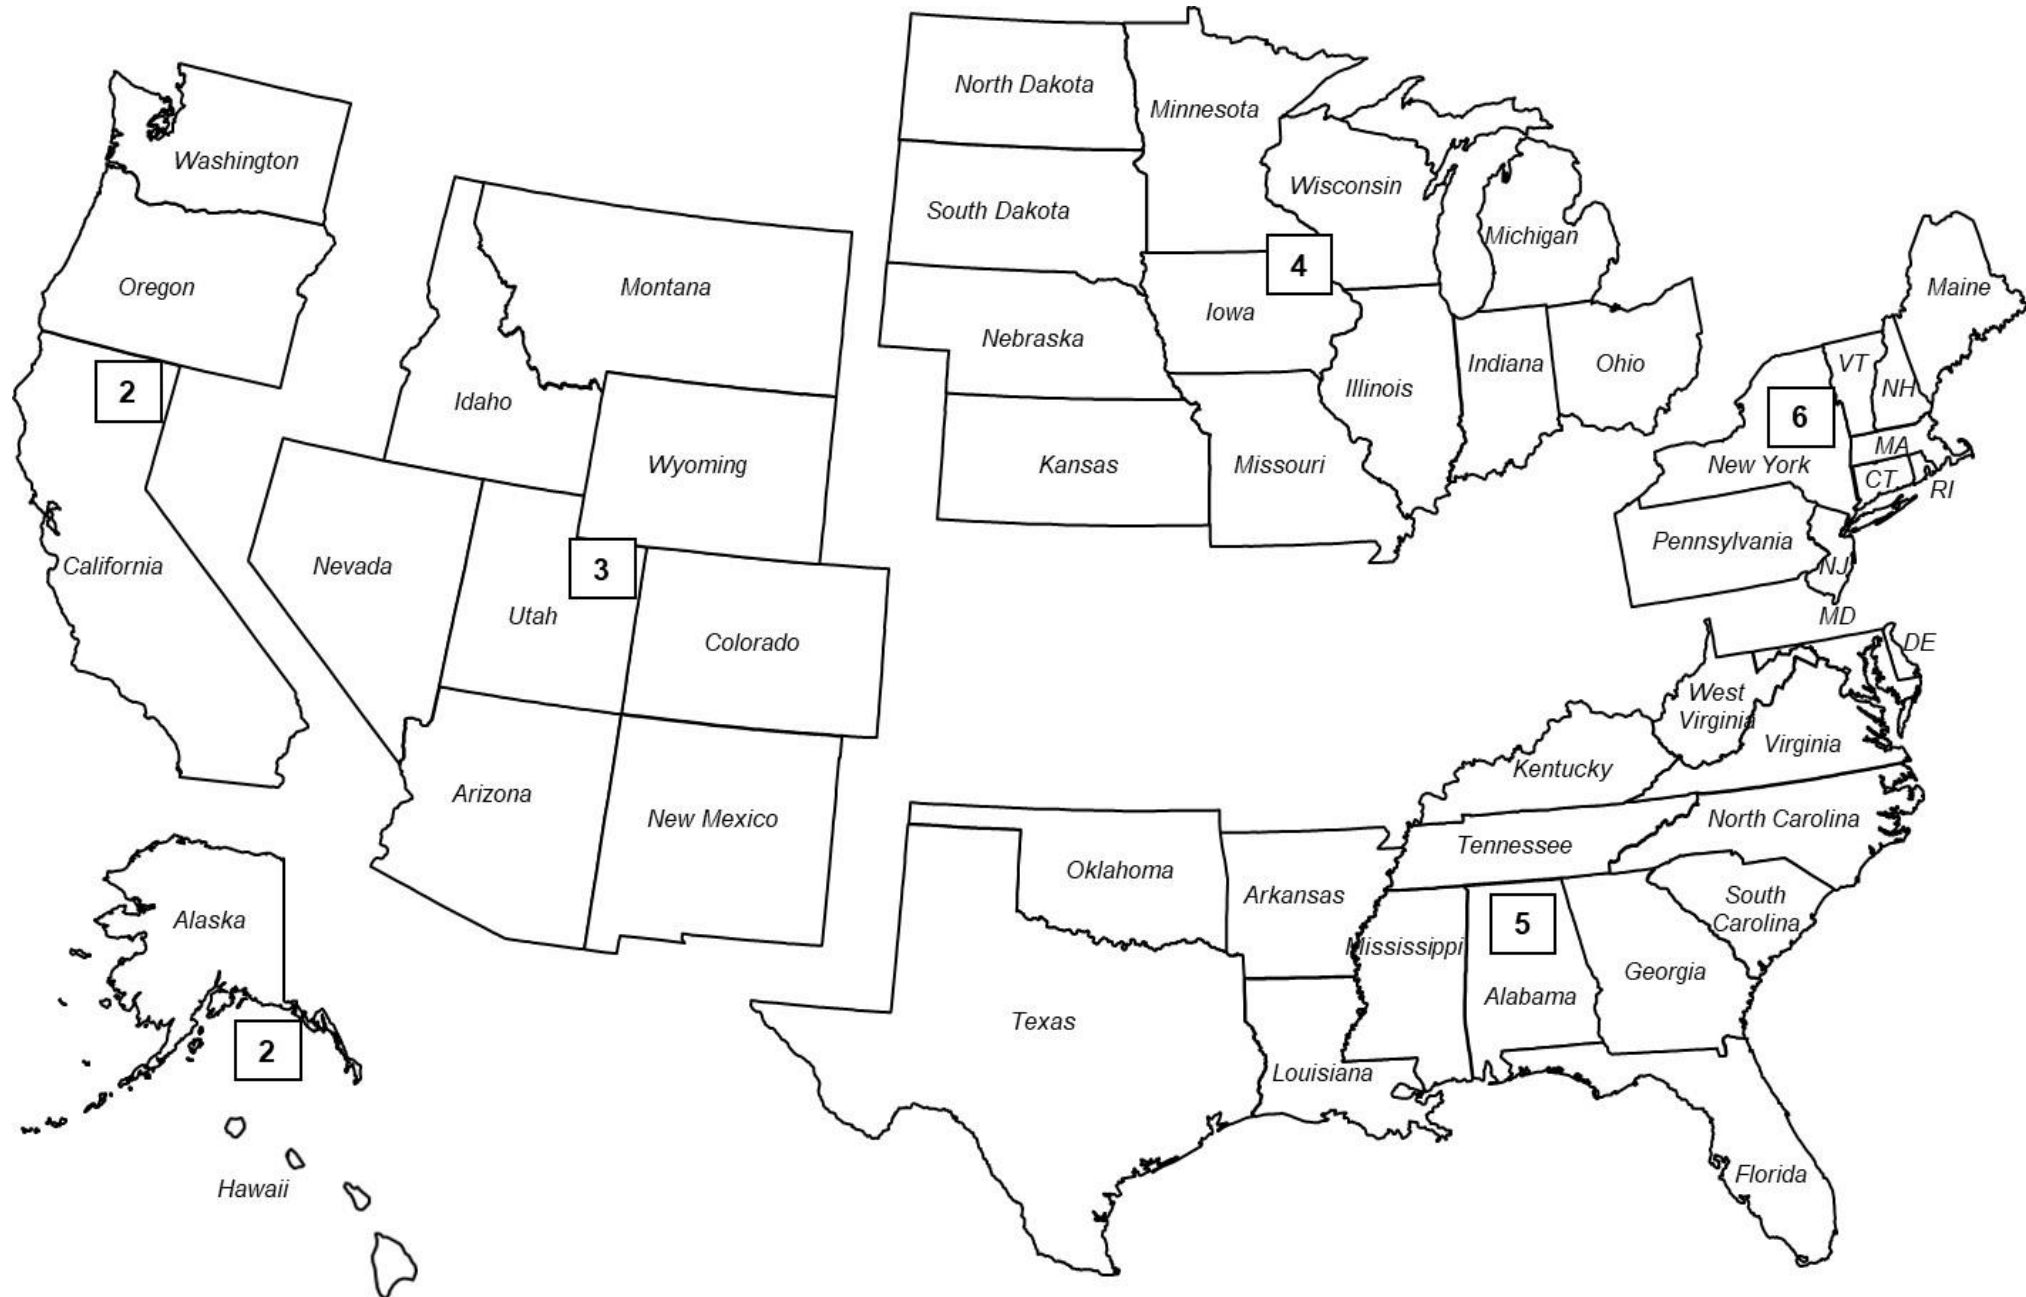 North Dakota
Minnesota
Washington
Wisconsin
South Dakota
Michigan
Oregon
Montana
4
Maine
Iowa
Nebraska
2
Idaho
Illinois
Indiana
Ohio
VT
NH
6
Wyoming
Kansas
Missouri
New York
MA
CT
RI
California
Nevada
3
Utah
Colorado
Pennsylvania
NJ
MD
DE
West
Virginia
Virginia
Kentucky
Arizona
New Mexico
Tennessee
North Carolina
Oklahoma
Arkansas
South
Carolina
Alaska
Mississippi
5
Alabama
Georgia
Texas
2
Louisiana
Hawaii
Florida